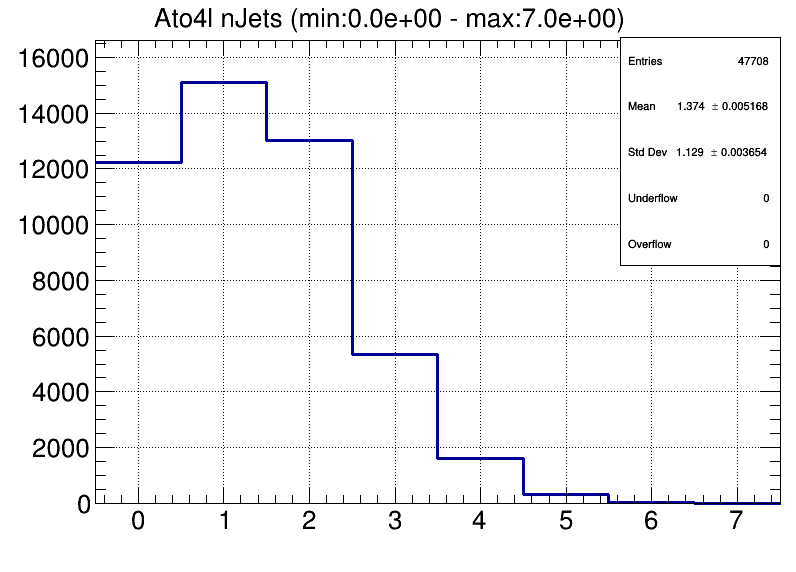 Ato4l nJets (min:0.0e+00 - max:7.0e+00)
Entries 47708
Mean 1.374 ± 0.005168
Std Dev 1.129 ± 0.003654
Underflow 0
Overflow 0
16000
14000
12000
10000
8000
6000
4000
2000
0
0 1 2 3 4 5 6 7